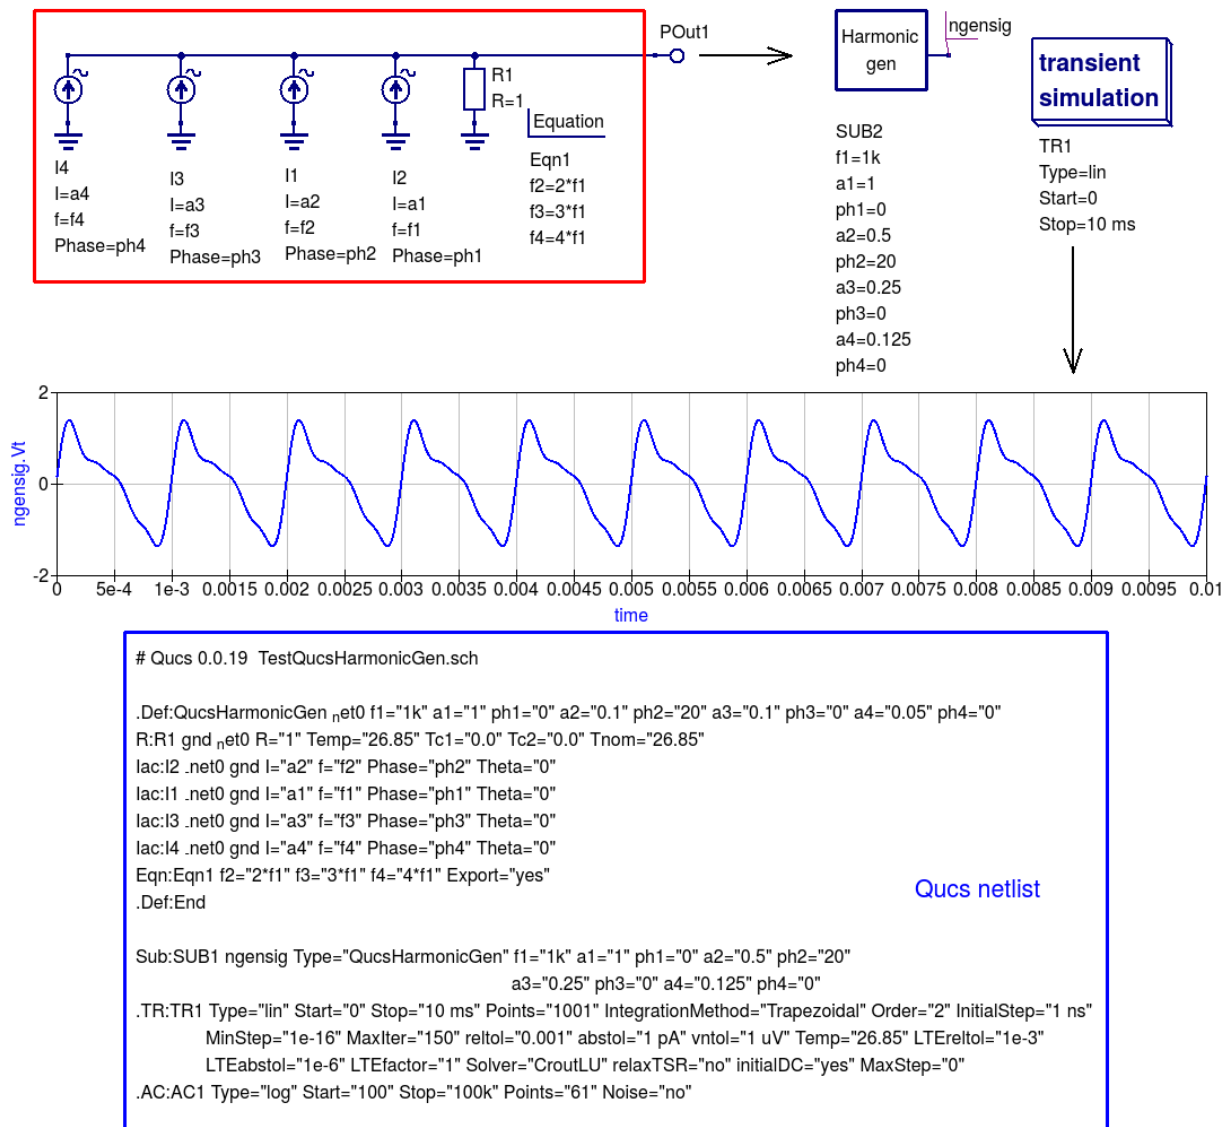 POut1
R1
R=1
Equation
Eqn1
f2=2*f1
f3=3*f1
f4=4*f1
I4
I=a4
f=f4
Phase=ph4
I3
I=a3
f=f3
Phase=ph3
I1
I=a2
f=f2
Phase=ph2
I2
I=a1
f=f1
Phase=ph1
Harmonic
gen
ngensig
SUB2
f1=1k
a1=1
ph1=0
a2=0.5
ph2=20
a3=0.25
ph3=0
a4=0.125
ph4=0
transient
simulation
TR1
Type=lin
Start=0
Stop=10 ms
2
0
-2
ngensig.Vt
0 5e-4 1e-3 0.0015 0.002 0.0025 0.003 0.0035 0.004 0.0045 0.005 0.0055 0.006 0.0065 0.007 0.0075 0.008 0.0085 0.009 0.0095 0.01
time
# Qucs 0.0.19 TestQucsHarmonicGen.sch
.Def:QucsHarmonicGen net0 f1="1k" a1="1" ph1="0" a2="0.1" ph2="20" a3="0.1" ph3="0" a4="0.05" ph4="0"
R:R1 gnd net0 R="1" Temp="26.85" Tc1="0.0" Tc2="0.0" Tnom="26.85"
Iac:I2 _net0 gnd I="a2" f="f2" Phase="ph2" Theta="0"
Iac:I1 _net0 gnd I="a1" f="f1" Phase="ph1" Theta="0"
Iac:I3 _net0 gnd I="a3" f="f3" Phase="ph3" Theta="0"
Iac:I4 _net0 gnd I="a4" f="f4" Phase="ph4" Theta="0"
Eqn:Eqn1 f2="2*f1" f3="3*f1" f4="4*f1" Export="yes"
.Def:End
Qucs netlist
Sub:SUB1 ngensig Type="QucsHarmonicGen" f1="1k" a1="1" ph1="0" a2="0.5" ph2="20"
a3="0.25" ph3="0" a4="0.125" ph4="0"
.TR:TR1 Type="lin" Start="0" Stop="10 ms" Points="1001" IntegrationMethod="Trapezoidal" Order="2" InitialStep="1 ns"
MinStep="1e-16" MaxIter="150" reltol="0.001" abstol="1 pA" vntol="1 uV" Temp="26.85" LTEreltol="1e-3"
LTEabstol="1e-6" LTEfactor="1" Solver="CroutLU" relaxTSR="no" initialDC="yes" MaxStep="0"
.AC:AC1 Type="log" Start="100" Stop="100k" Points="61" Noise="no"